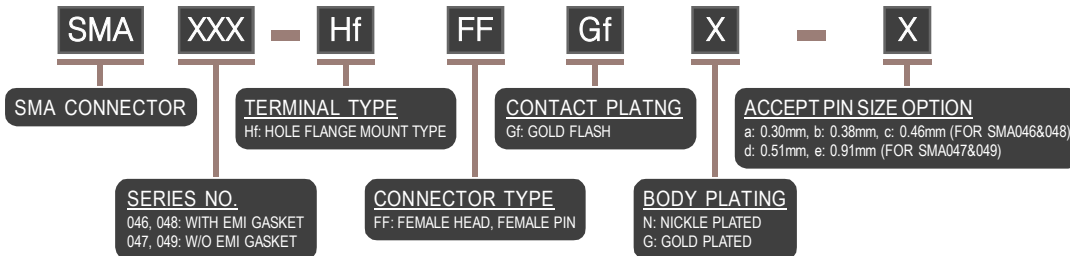 SMA XXX - Hf FF Gf X - X
SMA CONNECTOR
TERMINAL TYPE
Hf: HOLE FLANGE MOUNT TYPE
CONTACT PLATNG
Gf: GOLD FLASH
ACCEPT PIN SIZE OPTION
a: 0.30mm, b: 0.38mm, c: 0.46mm (FOR SMA046&048)
d: 0.51mm, e: 0.91mm (FOR SMA047&049)
SERIES NO.
046, 048: WITH EMI GASKET
047, 049: W/O EMI GASKET
CONNECTOR TYPE
FF: FEMALE HEAD, FEMALE PIN
BODY PLATING
N: NICKLE PLATED
G: GOLD PLATED